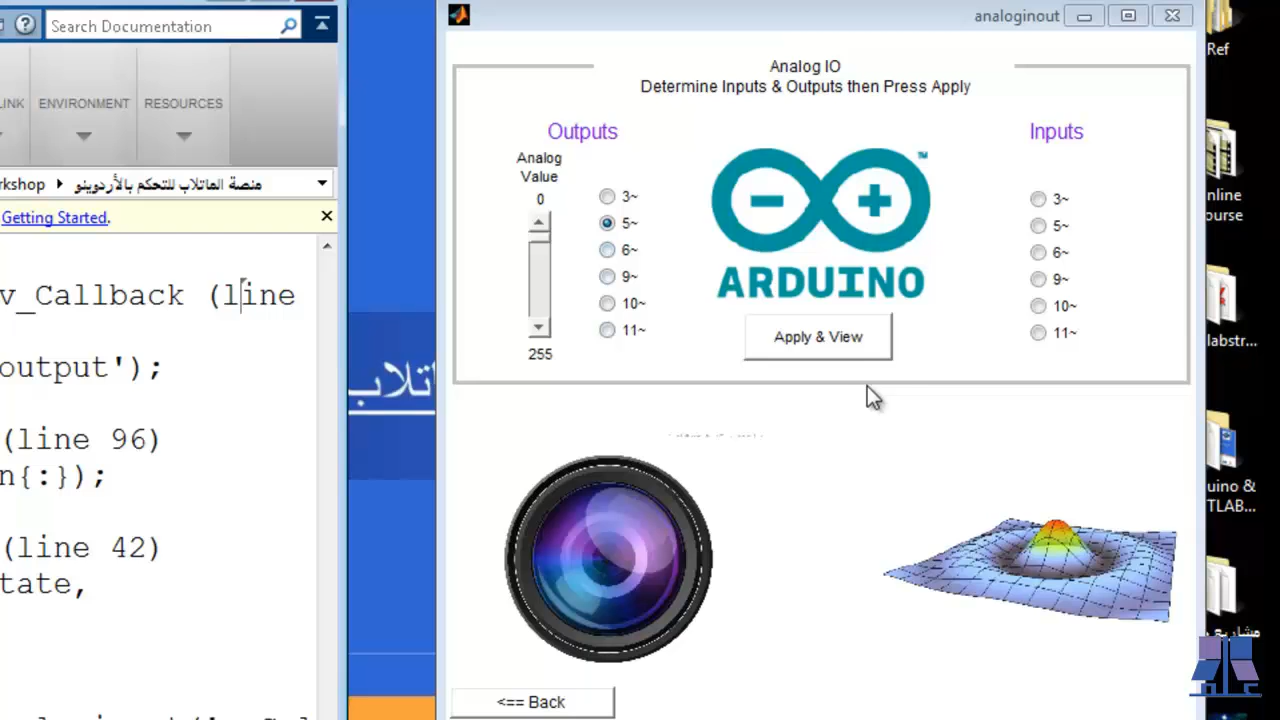 Search Documentation
LINK
ENVIRONMENT
RESOURCES
rkshop
منصة الماتلاب للتحكم بالأردوينو
Getting Started.
v_Callback (line
output');
(line 96)
n{:});
(line 42)
tate,
اتلاب
analoginout
Analog IO
Determine Inputs & Outputs then Press Apply
Outputs
Inputs
Analog
Value
0
255
3~
5~
6~
9~
10~
11~
ARDUINO
TM
Apply & View
3~
5~
6~
9~
10~
11~
<== Back
Ref
nline
ourse
labstr...
uino &
TLAB...
مشاريع